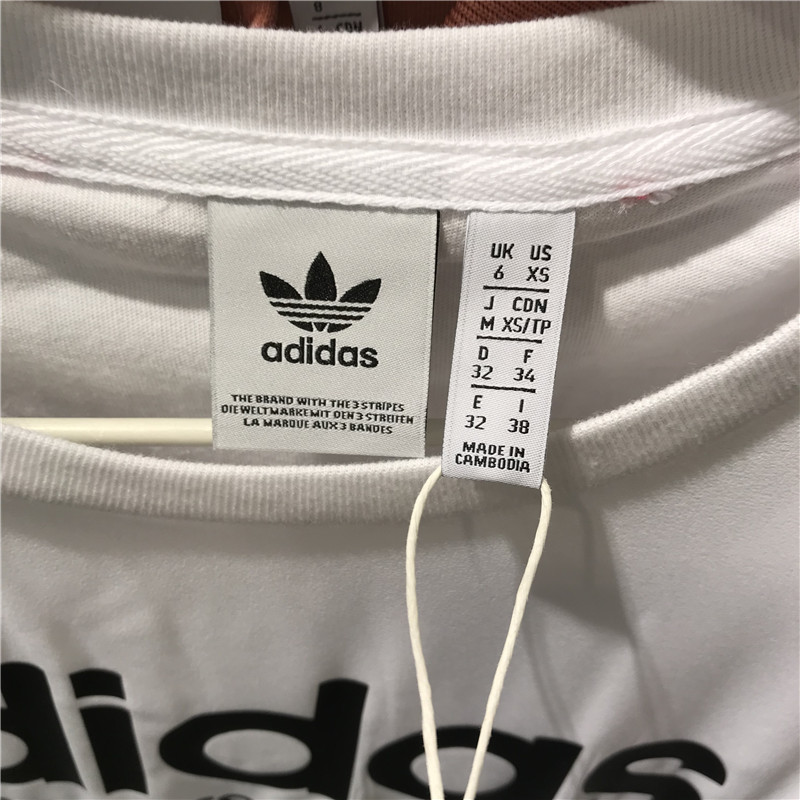 CDN
adidas
THE BRAND WITH THE 3 STRIPES
DIE WELTMARKE MIT DEN 3 STREIFEN
LA MARQUE AUX 3 BANDES
UK US
6 XS
J CDN
M XS/TP
D F
32 34
E I
32 38
MADE IN
CAMBODIA
didas